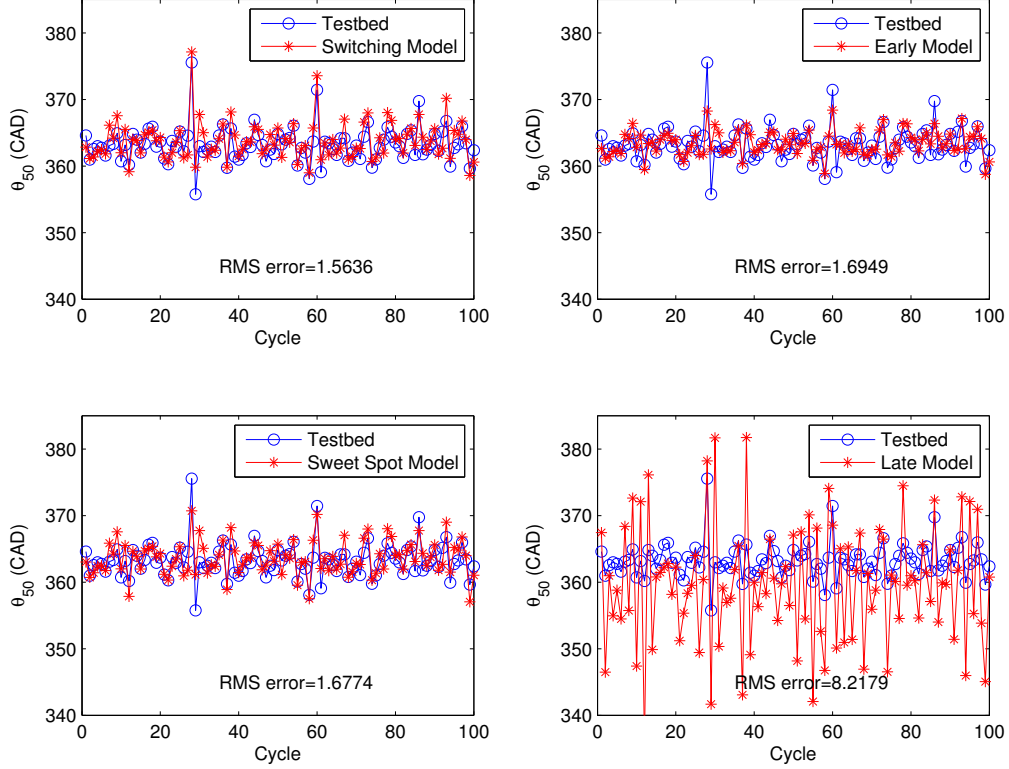 380
370
360
350
340
θ50 (CAD)
Testbed
Switching Model
RMS error=1.5636
0 20 40 60 80 100
Cycle
380
370
360
350
340
θ50 (CAD)
Testbed
Early Model
RMS error=1.6949
0 20 40 60 80 100
Cycle
380
370
360
350
340
θ50 (CAD)
Testbed
Sweet Spot Model
RMS error=1.6774
0 20 40 60 80 100
Cycle
380
370
360
350
340
θ50 (CAD)
Testbed
Late Model
RMS error=8.2179
0 20 40 60 80 100
Cycle